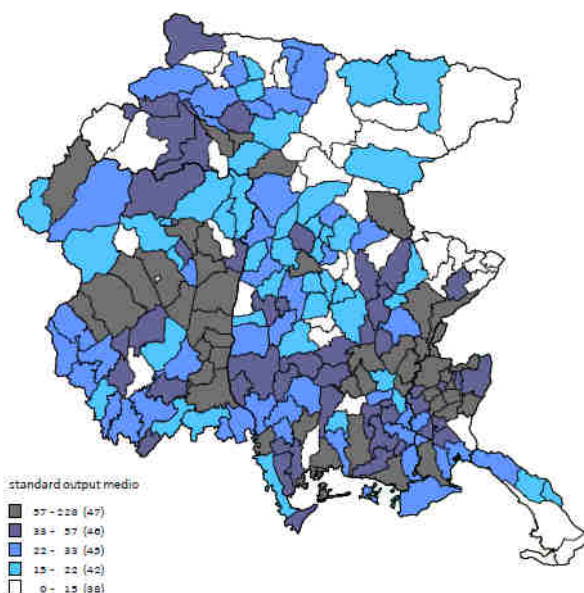 standard output medio
57 - 228 (47)
33 - 57 (46)
22 - 33 (45)
15 - 22 (42)
0 - 15 (38)